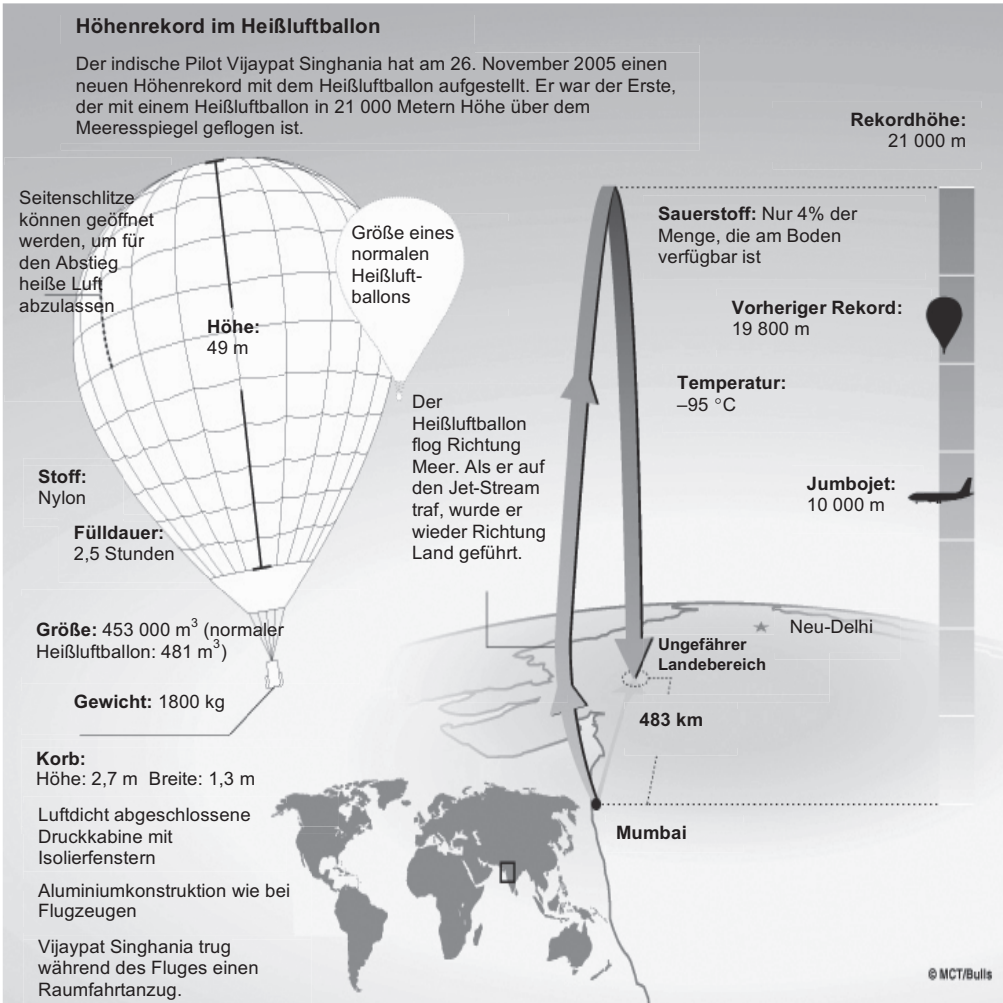 Höhenrekord im Heißluftballon
Der indische Pilot Vijaypat Singhania hat am 26. November 2005 einen
neuen Höhenrekord mit dem Heißluftballon aufgestellt. Er war der Erste,
der mit einem Heißluftballon in 21 000 Metern Höhe über dem
Meeresspiegel geflogen ist.
Rekordhöhe:
21 000 m
Seitenschlitze
können geöffnet
werden, um für
den Abstieg
heiße Luft
abzulassen
Größe eines
normalen
Heißluft-
ballons
Höhe:
49 m
Sauerstoff: Nur 4% der
Menge, die am Boden
verfügbar ist
Vorheriger Rekord:
19 800 m
Temperatur:
–95 °C
Der
Heißluftballon
flog Richtung
Meer. Als er auf
den Jet-Stream
traf, wurde er
wieder Richtung
Land geführt.
Jumbojet:
10 000 m
Stoff:
Nylon
Fülldauer:
2,5 Stunden
Größe: 453 000 m³ (normaler
Heißluftballon: 481 m³)
Gewicht: 1800 kg
Neu-Delhi
Ungefährer
Landebereich
483 km
Korb:
Höhe: 2,7 m Breite: 1,3 m
Luftdicht abgeschlossene
Druckkabine mit
Isolierfenstern
Aluminiumkonstruktion wie bei
Flugzeugen
Vijaypat Singhania trug
während des Fluges einen
Raumfahrtanzug.
Mumbai
© MCT/Bulls